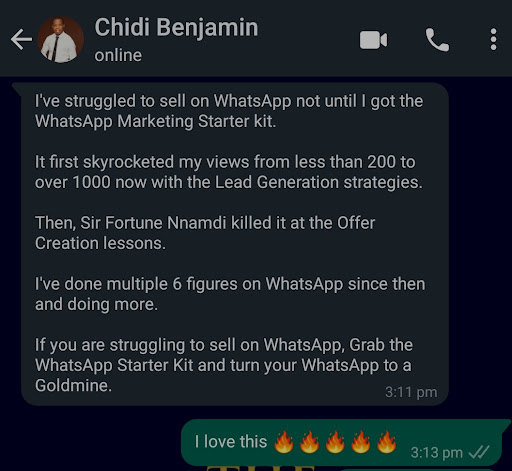 Chidi Benjamin
online
I've struggled to sell on WhatsApp not until I got the
WhatsApp Marketing Starter kit.
It first skyrocketed my views from less than 200 to
over 1000 now with the Lead Generation strategies.
Then, Sir Fortune Nnamdi killed it at the Offer
Creation lessons.
I've done multiple 6 figures on WhatsApp since then
and doing more.
If you are struggling to sell on WhatsApp, Grab the
WhatsApp Starter Kit and turn your WhatsApp to a
Goldmine.
3:11 pm
I love this 🔥🔥🔥🔥🔥
3:13 pm